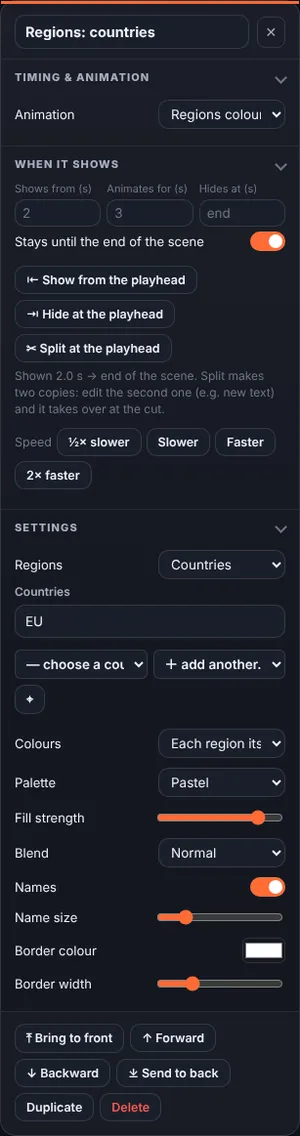 Regions: countries ×
TIMING & ANIMATION
Animation Regions colour
WHEN IT SHOWS
Shows from (s) Animates for (s) Hides at (s)
2 3 end
Stays until the end of the scene
⇤ Show from the playhead
⇥ Hide at the playhead
✂ Split at the playhead
Shown 2.0 s → end of the scene. Split makes
two copies: edit the second one (e.g. new text)
and it takes over at the cut.
Speed ½× slower Slower Faster
2× faster
SETTINGS
Regions Countries
Countries
EU
— choose a cou + add another.
+
Colours Each region its
Palette Pastel
Fill strength
Blend Normal
Names
Name size
Border colour
Border width
⤒ Bring to front ↑ Forward
↓ Backward ⤓ Send to back
Duplicate Delete